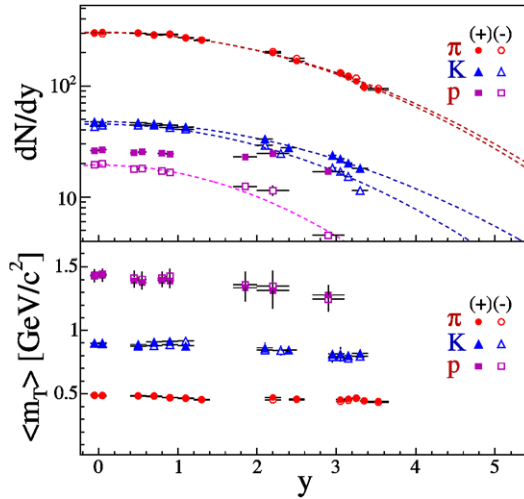 dN/dy
10²
10
(+)(-)
π
K
p
<m_T> [GeV/c²]
1.5
1
0.5
(+)(-)
π
K
p
0 1 2 3 4 5
y